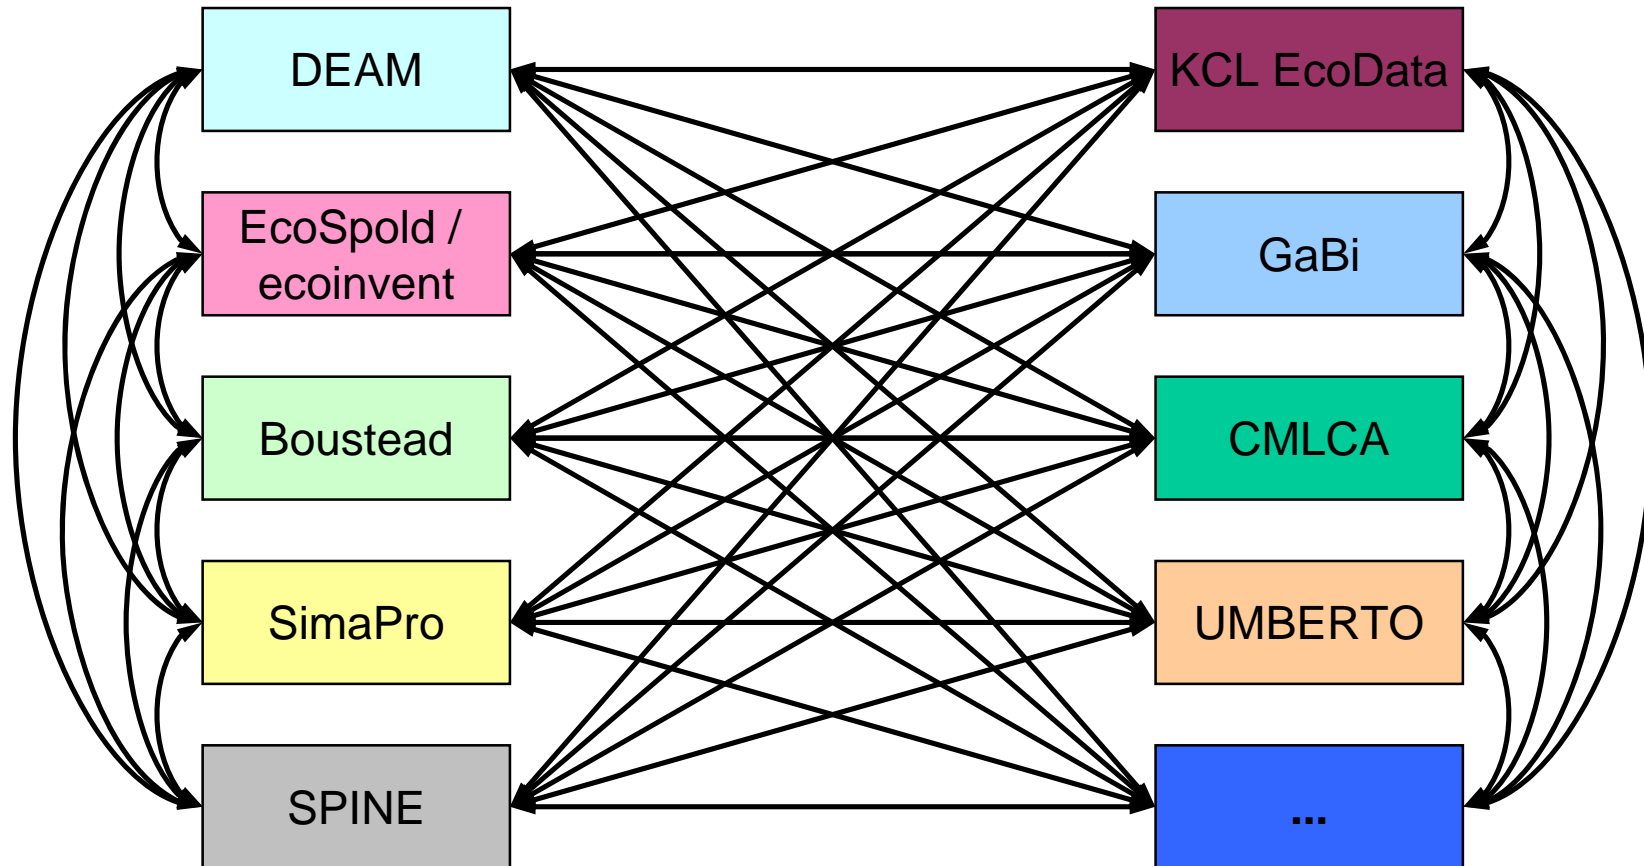 DEAM
EcoSpold /
ecoinvent
Boustead
SimaPro
SPINE
KCL EcoData
GaBi
CMLCA
UMBERTO
...